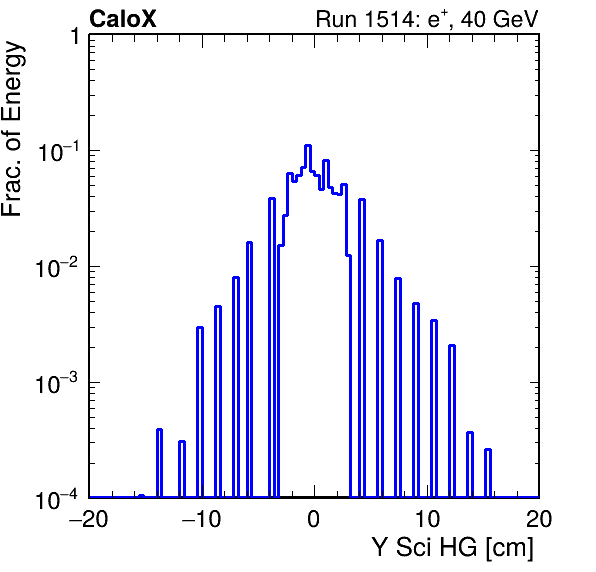 CaloX Run 1514: e⁺, 40 GeV
Frac. of Energy
1
10⁻¹
10⁻²
10⁻³
10⁻⁴
−20 −10 0 10 20
Y Sci HG [cm]